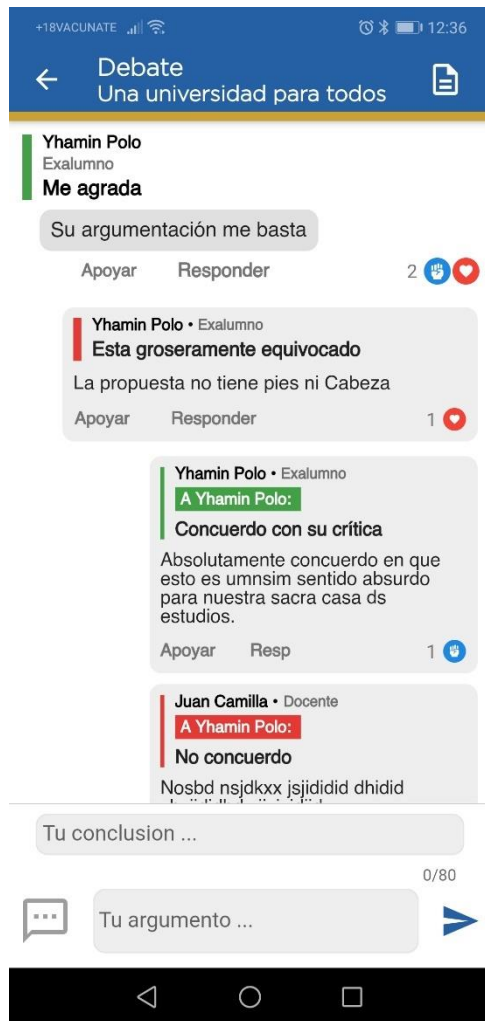 +18VACUNATE
12:36
Debate
Una universidad para todos
Yhamin Polo
Exalumno
Me agrada
Su argumentación me basta
Apoyar Responder 2
Yhamin Polo • Exalumno
Esta groseramente equivocado
La propuesta no tiene pies ni Cabeza
Apoyar Responder 1
Yhamin Polo • Exalumno
A Yhamin Polo:
Concuerdo con su crítica
Absolutamente concuerdo en que
esto es umnsim sentido absurdo
para nuestra sacra casa ds
estudios.
Apoyar Resp 1
Juan Camilla • Docente
A Yhamin Polo:
No concuerdo
Nosbd nsjdkxx jsjididid dhidid
Tu conclusion ...
0/80
Tu argumento ...